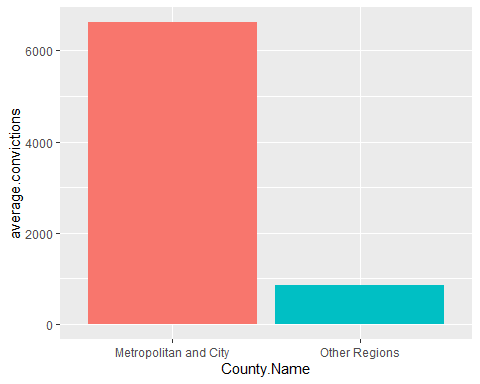 average.convictions
6000
4000
2000
0
Metropolitan and City
Other Regions
County.Name